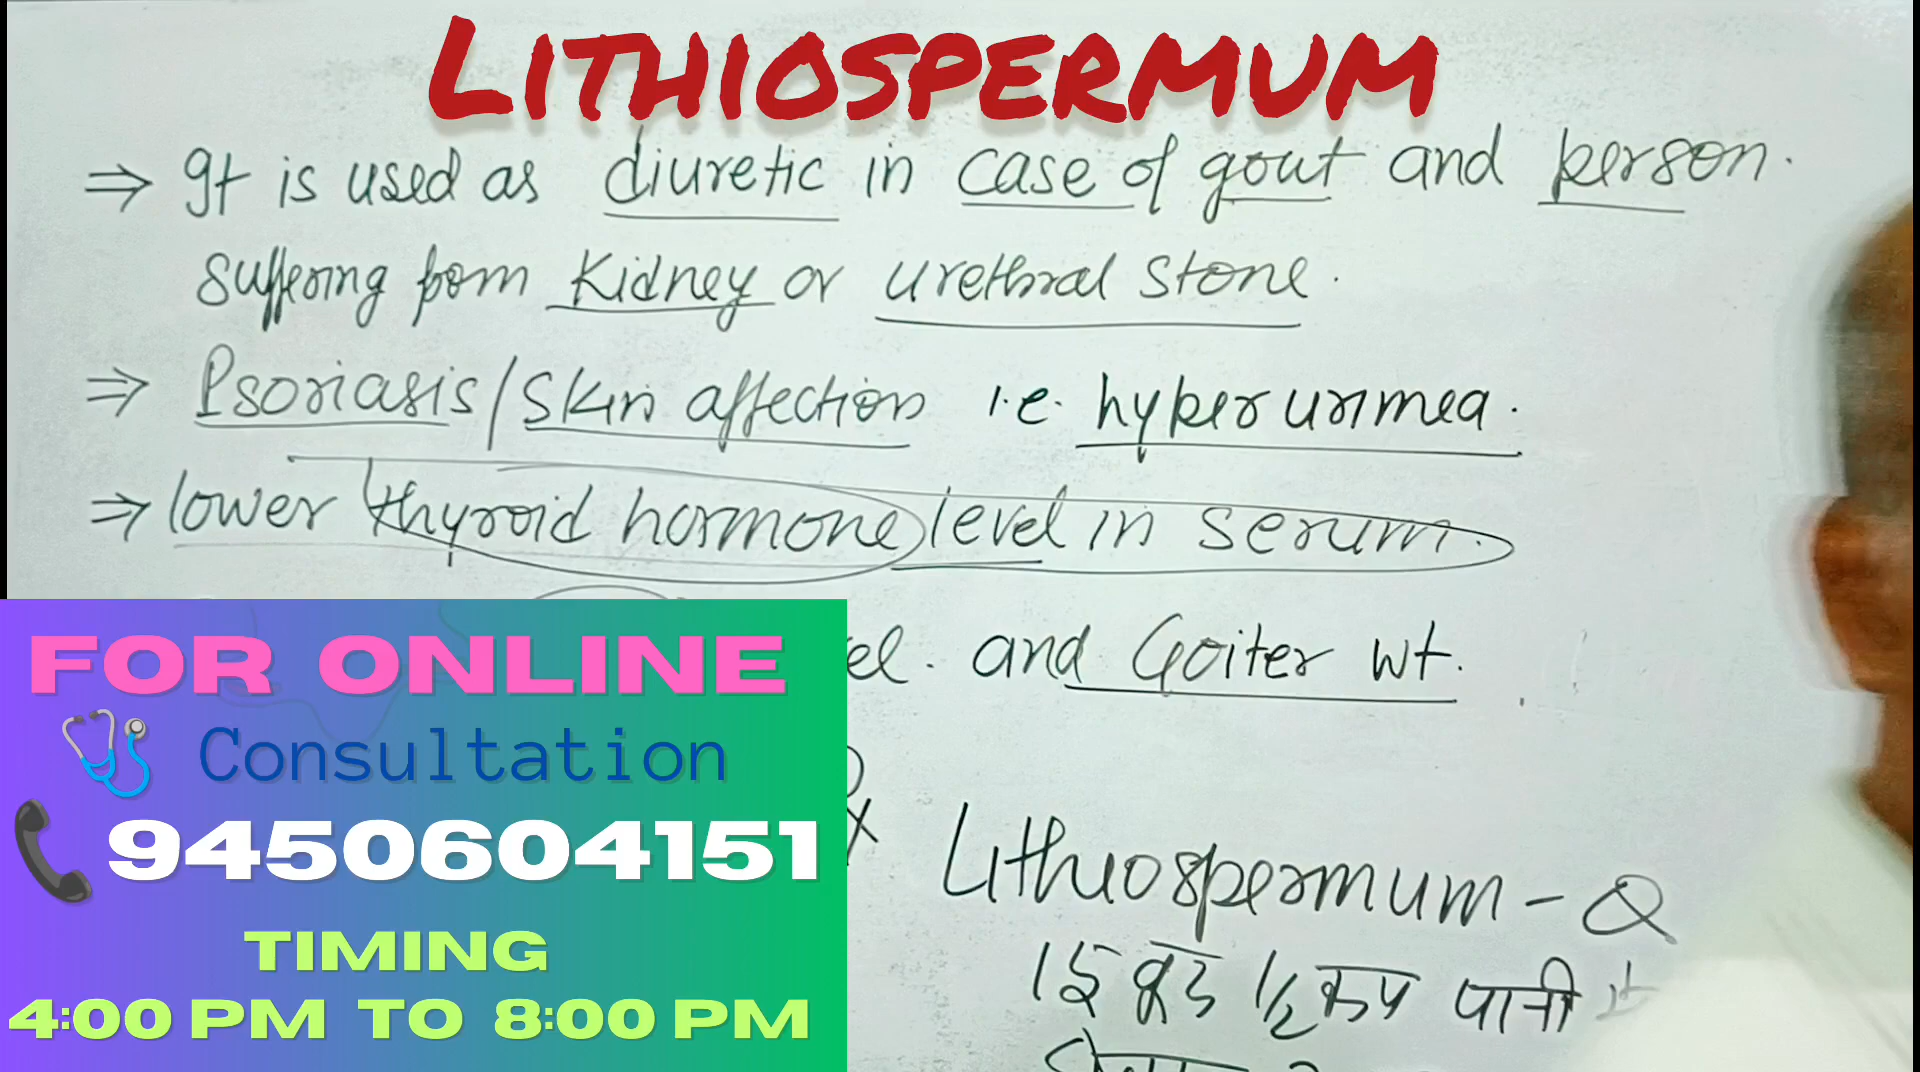 LITHIOSPERMUM
⇒ It is used as diuretic in case of gout and person.
suffering from Kidney or urethral stone.
⇒ Psoriasis/Skin affection i.e. hyperurimea.
⇒ lower thyroid hormone level in serum.
el. and Goiter wt.
FOR ONLINE
Consultation
9450604151
TIMING
4:00 PM TO 8:00 PM
Lithiospermum - Q
15 बूंद 1/2 कप पानी